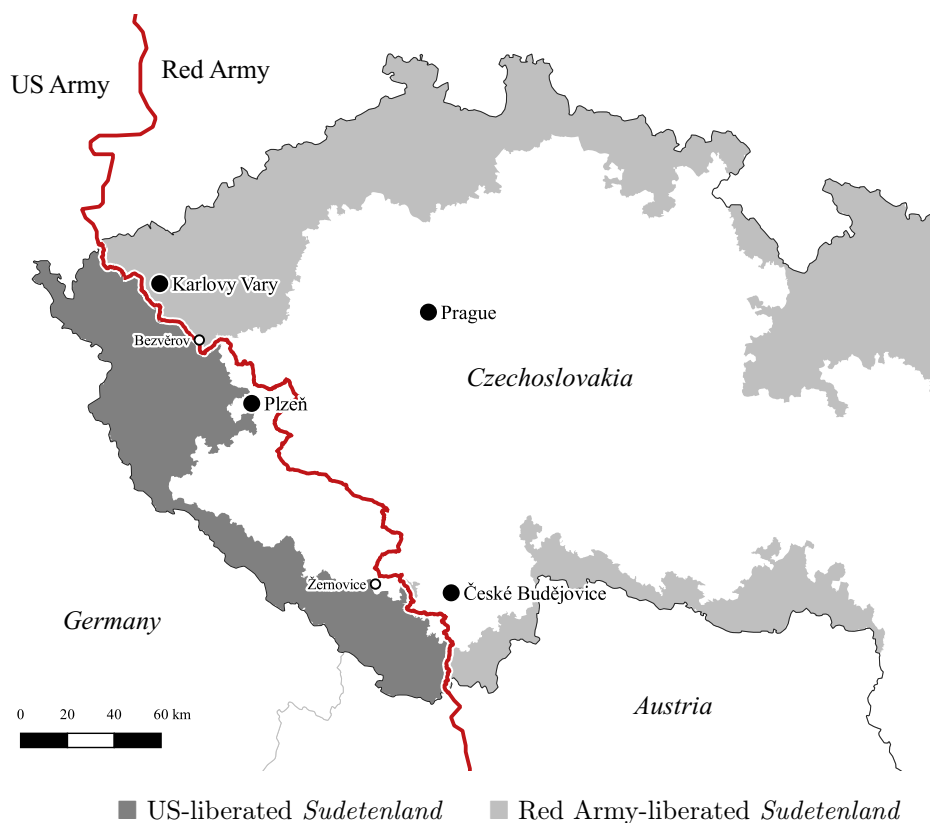 Red Army
US Army
Karlovy Vary
Prague
Bezvěrov
Czechoslovakia
Plzeň
Žernovice
České Budějovice
Germany
Austria
0 20 40 60 km
US-liberated Sudetenland
Red Army-liberated Sudetenland